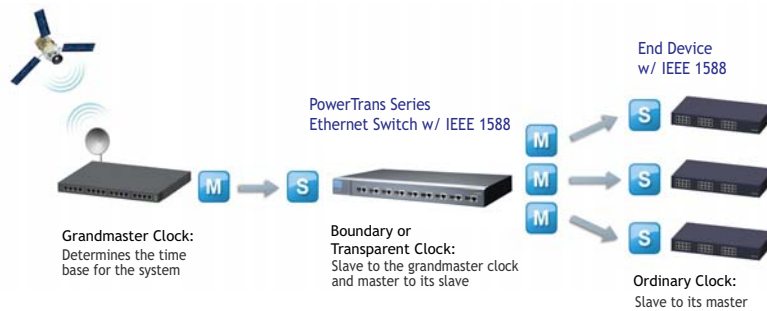 End Device
w/ IEEE 1588
PowerTrans Series
Ethernet Switch w/ IEEE 1588
M
S
M
M
M
S
S
S
Grandmaster Clock:
Determines the time
base for the system
Boundary or
Transparent Clock:
Slave to the grandmaster clock
and master to its slave
Ordinary Clock:
Slave to its master